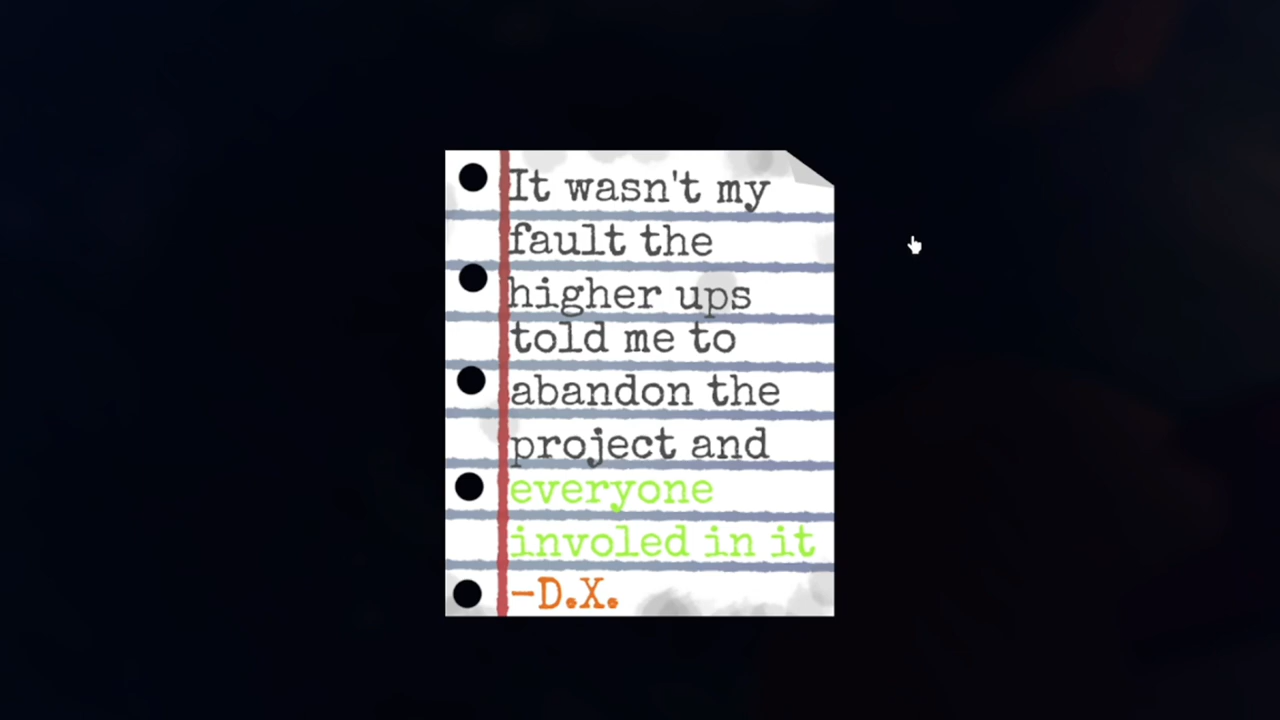 It wasn't my
fault the
higher ups
told me to
abandon the
project and
everyone
involed in it
-D.X.